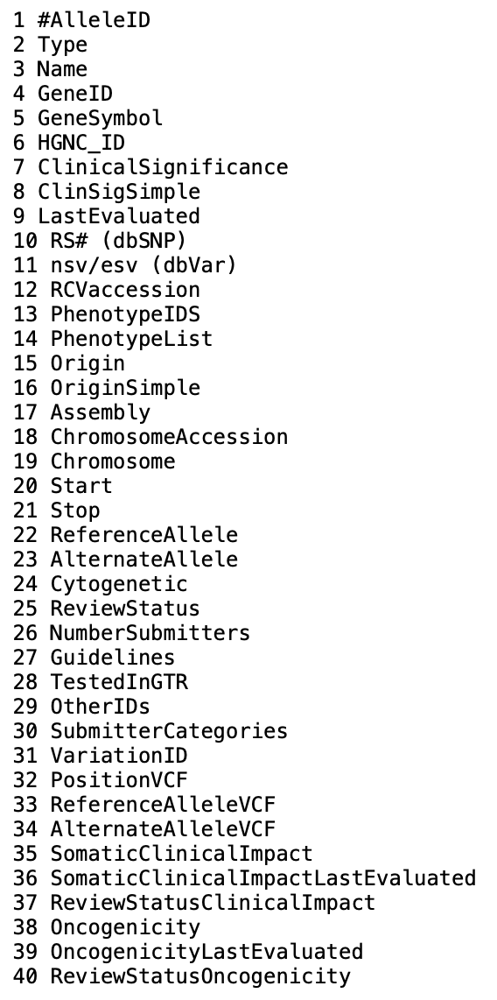 1 #AlleleID
2 Type
3 Name
4 GeneID
5 GeneSymbol
6 HGNC_ID
7 ClinicalSignificance
8 ClinSigSimple
9 LastEvaluated
10 RS# (dbSNP)
11 nsv/esv (dbVar)
12 RCVaccession
13 PhenotypeIDS
14 PhenotypeList
15 Origin
16 OriginSimple
17 Assembly
18 ChromosomeAccession
19 Chromosome
20 Start
21 Stop
22 ReferenceAllele
23 AlternateAllele
24 Cytogenetic
25 ReviewStatus
26 NumberSubmitters
27 Guidelines
28 TestedInGTR
29 OtherIDs
30 SubmitterCategories
31 VariationID
32 PositionVCF
33 ReferenceAlleleVCF
34 AlternateAlleleVCF
35 SomaticClinicalImpact
36 SomaticClinicalImpactLastEvaluated
37 ReviewStatusClinicalImpact
38 Oncogenicity
39 OncogenicityLastEvaluated
40 ReviewStatusOncogenicity